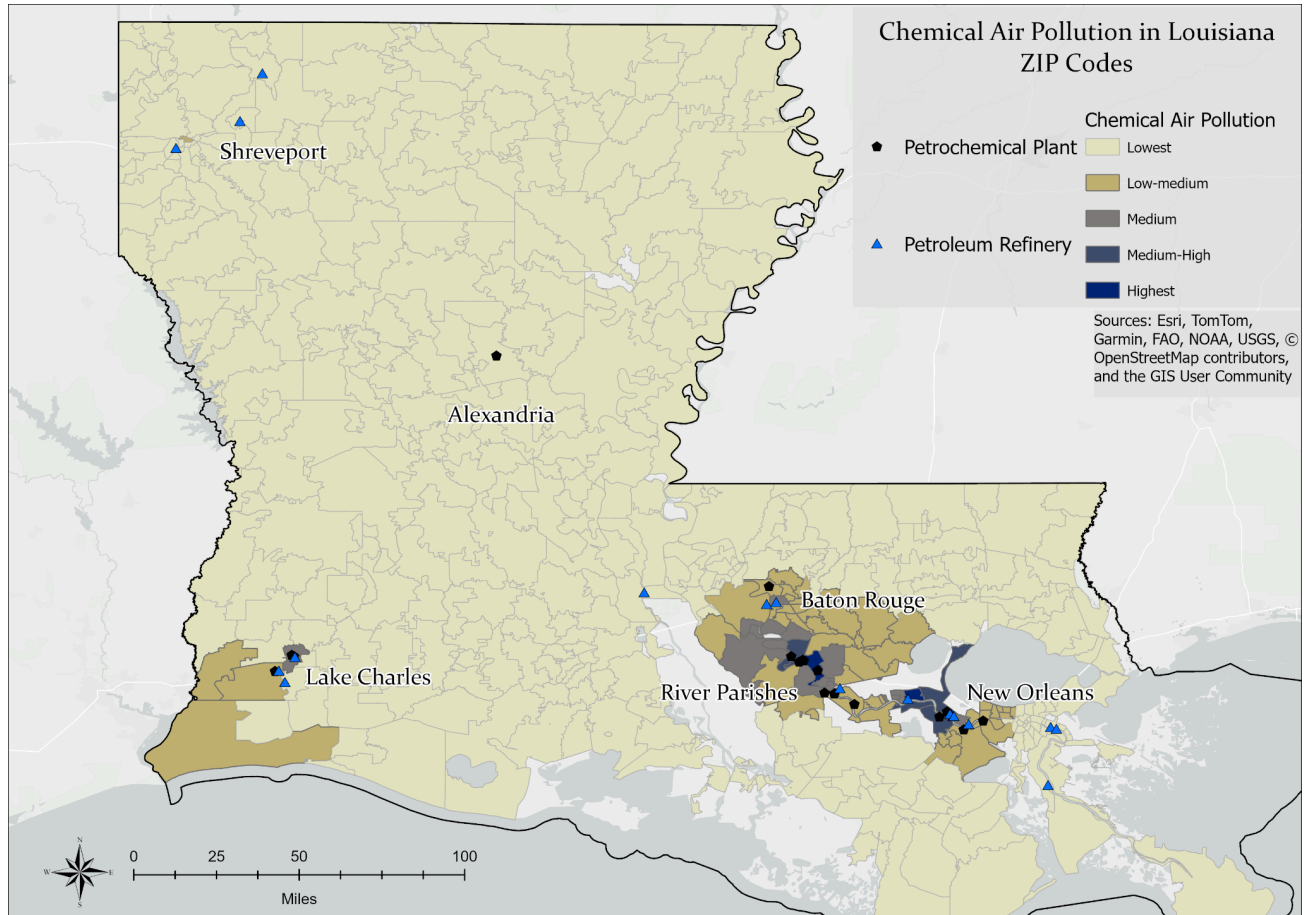 Chemical Air Pollution in Louisiana
ZIP Codes
Chemical Air Pollution
Petrochemical Plant
Lowest
Low-medium
Medium
Petroleum Refinery
Medium-High
Highest
Sources: Esri, TomTom,
Garmin, FAO, NOAA, USGS, ©
OpenStreetMap contributors,
and the GIS User Community
Shreveport
Alexandria
Baton Rouge
Lake Charles
River Parishes
New Orleans
N
W
E
S
0 25 50 100
Miles